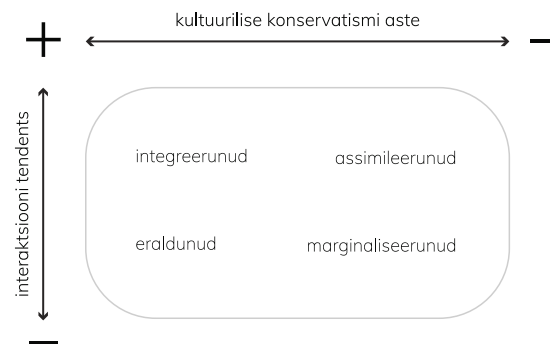 kultuurilise konservatismi aste
+
−
interaktsiooni tendents
integreerunud
assimileerunud
eraldunud
marginaliseerunud
−